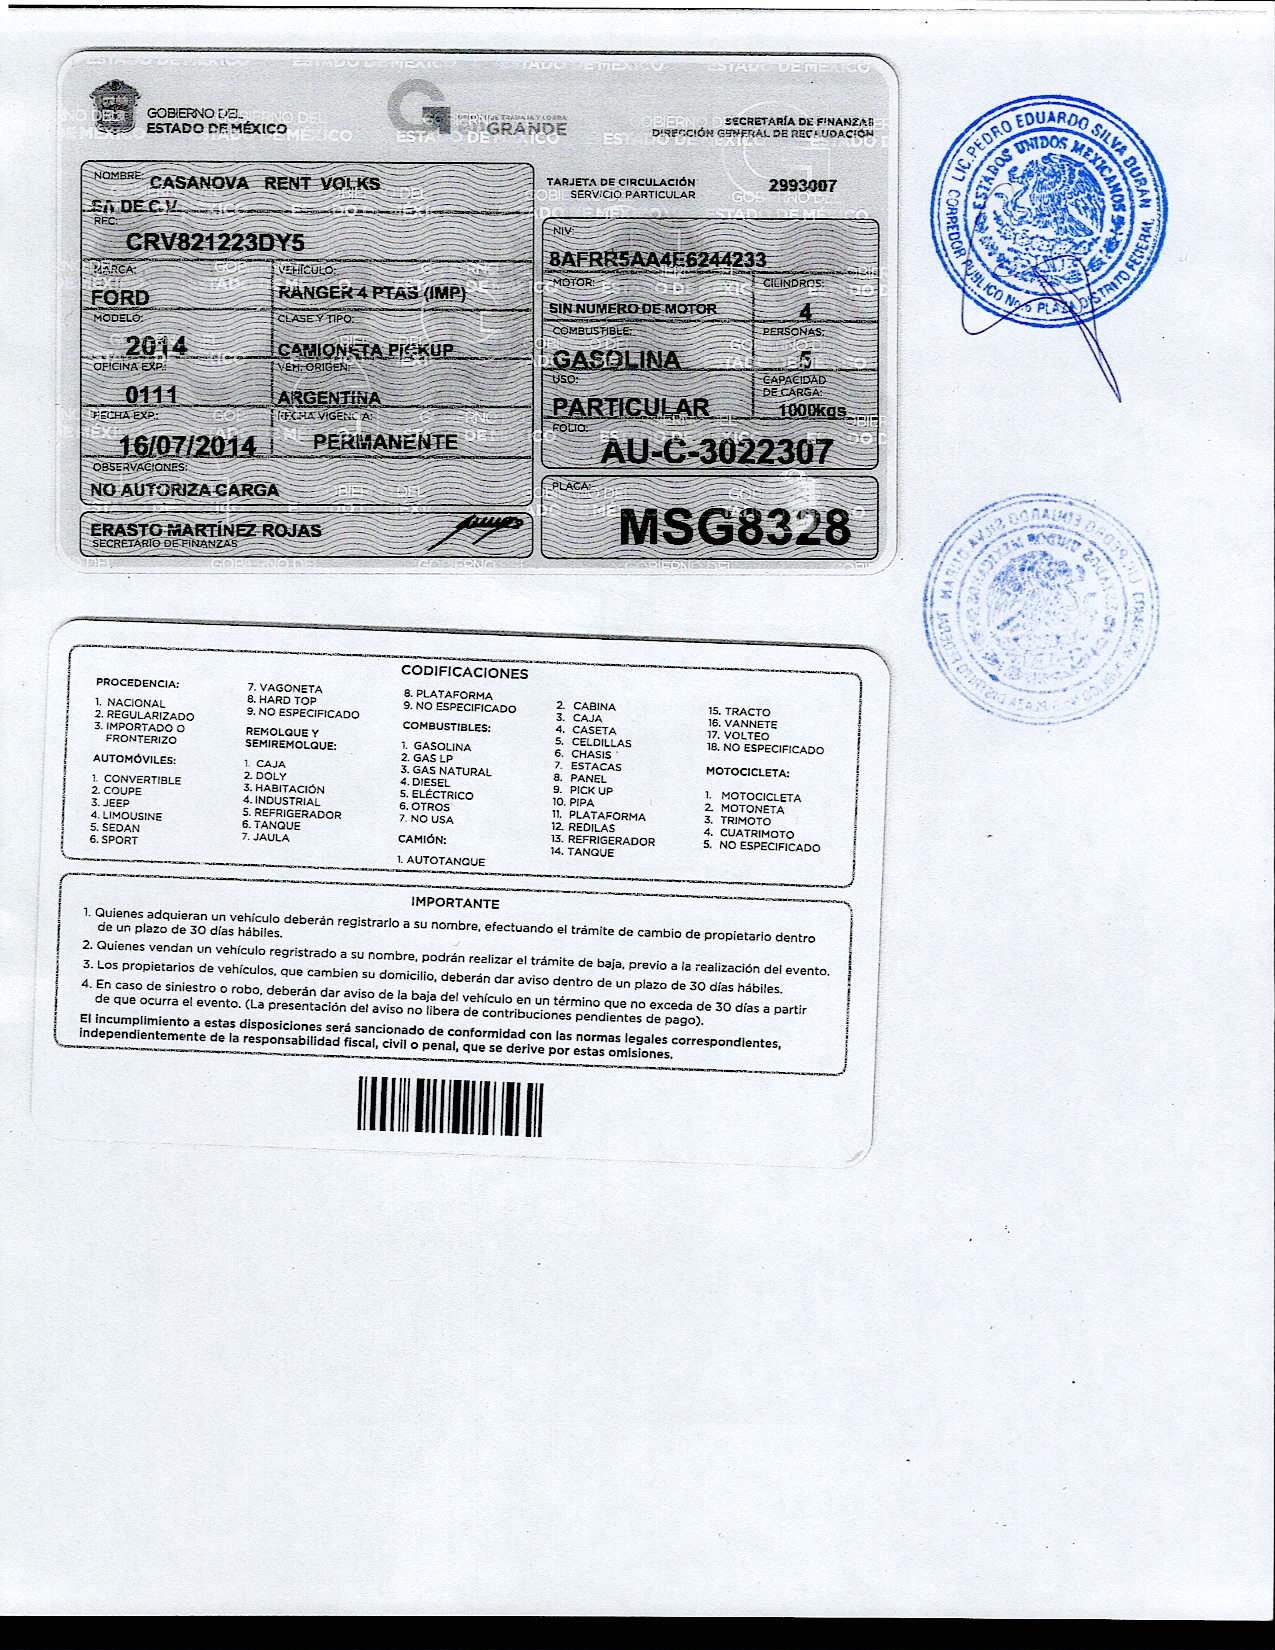 GOBIERNO DEL
ESTADO DE MÉXICO
GRANDE
SECRETARÍA DE FINANZAS
DIRECCIÓN GENERAL DE RECAUDACIÓN
NOMBRE: CASANOVA RENT VOLKS
SA DE C.V.
RFC:
CRV821223DY5
MARCA:
FORD
VEHÍCULO:
RANGER 4 PTAS (IMP)
MODELO:
2014
CLASE Y TIPO:
CAMIONETA PICKUP
OFICINA EXP.:
0111
VEH. ORIGEN:
ARGENTINA
FECHA EXP.:
16/07/2014
FECHA VIGENCIA:
PERMANENTE
OBSERVACIONES:
NO AUTORIZA CARGA
ERASTO MARTÍNEZ ROJAS
SECRETARIO DE FINANZAS
TARJETA DE CIRCULACIÓN
SERVICIO PARTICULAR
2993007
NIV:
8AFRR5AA4E6244233
MOTOR:
SIN NUMERO DE MOTOR
CILINDROS:
4
COMBUSTIBLE:
GASOLINA
PERSONAS:
5
USO:
PARTICULAR
CAPACIDAD
DE CARGA:
1000kgs
FOLIO:
AU-C-3022307
PLACA:
MSG8328
LIC. PEDRO EDUARDO SILVA DURAN
CORREDOR PUBLICO No. 6 PLAZA DISTRITO FEDERAL
ESTADOS UNIDOS MEXICANOS
CODIFICACIONES
PROCEDENCIA:
1. NACIONAL
2. REGULARIZADO
3. IMPORTADO O
FRONTERIZO
AUTOMÓVILES:
1. CONVERTIBLE
2. COUPE
3. JEEP
4. LIMOUSINE
5. SEDAN
6. SPORT
7. VAGONETA
8. HARD TOP
9. NO ESPECIFICADO
REMOLQUE Y
SEMIREMOLQUE:
1. CAJA
2. DOLY
3. HABITACIÓN
4. INDUSTRIAL
5. REFRIGERADOR
6. TANQUE
7. JAULA
8. PLATAFORMA
9. NO ESPECIFICADO
COMBUSTIBLES:
1. GASOLINA
2. GAS LP
3. GAS NATURAL
4. DIESEL
5. ELÉCTRICO
6. OTROS
7. NO USA
CAMIÓN:
1. AUTOTANQUE
2. CABINA
3. CAJA
4. CASETA
5. CELDILLAS
6. CHASIS
7. ESTACAS
8. PANEL
9. PICK UP
10. PIPA
11. PLATAFORMA
12. REDILAS
13. REFRIGERADOR
14. TANQUE
15. TRACTO
16. VANNETE
17. VOLTEO
18. NO ESPECIFICADO
MOTOCICLETA:
1. MOTOCICLETA
2. MOTONETA
3. TRIMOTO
4. CUATRIMOTO
5. NO ESPECIFICADO
IMPORTANTE
1. Quienes adquieran un vehículo deberán registrarlo a su nombre, efectuando el trámite de cambio de propietario dentro
de un plazo de 30 días hábiles.
2. Quienes vendan un vehículo regristrado a su nombre, podrán realizar el trámite de baja, previo a la realización del evento.
3. Los propietarios de vehículos, que cambien su domicilio, deberán dar aviso dentro de un plazo de 30 días hábiles.
4. En caso de siniestro o robo, deberán dar aviso de la baja del vehículo en un término que no exceda de 30 días a partir
de que ocurra el evento. (La presentación del aviso no libera de contribuciones pendientes de pago).
El incumplimiento a estas disposiciones será sancionado de conformidad con las normas legales correspondientes,
independientemente de la responsabilidad fiscal, civil o penal, que se derive por estas omisiones.